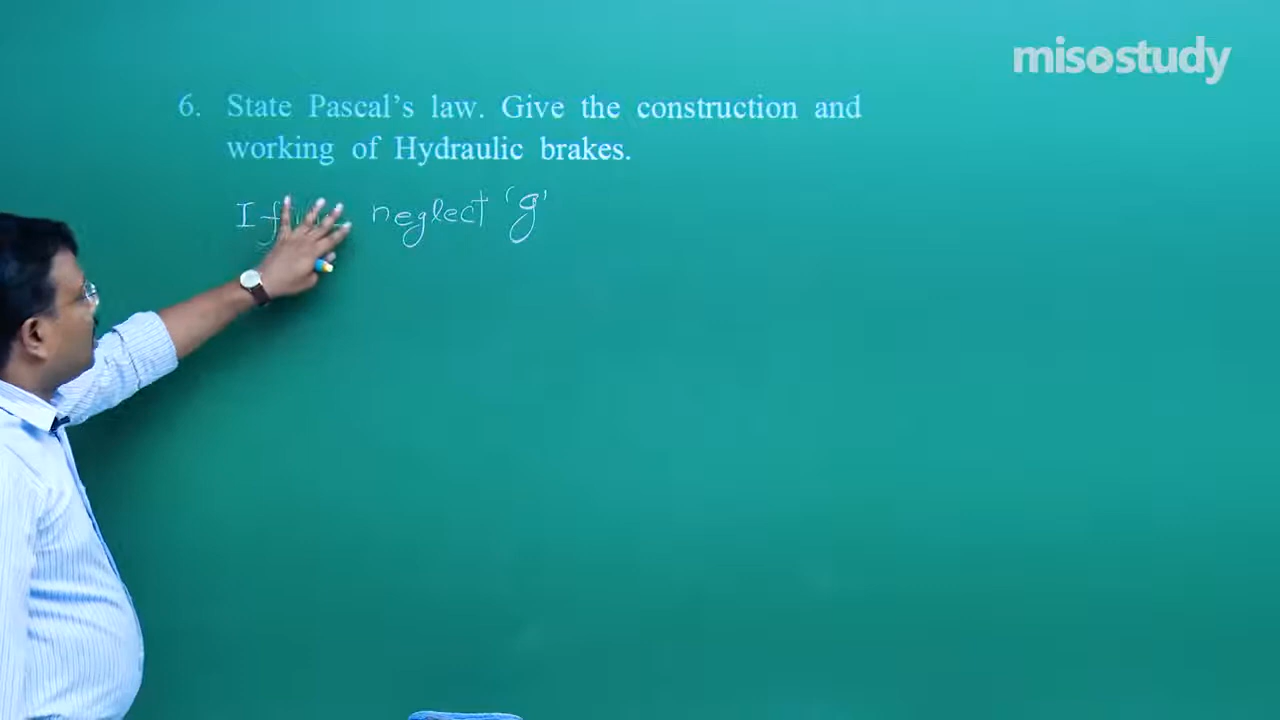 misostudy
6. State Pascal's law. Give the construction and
working of Hydraulic brakes.
If neglect 'g'